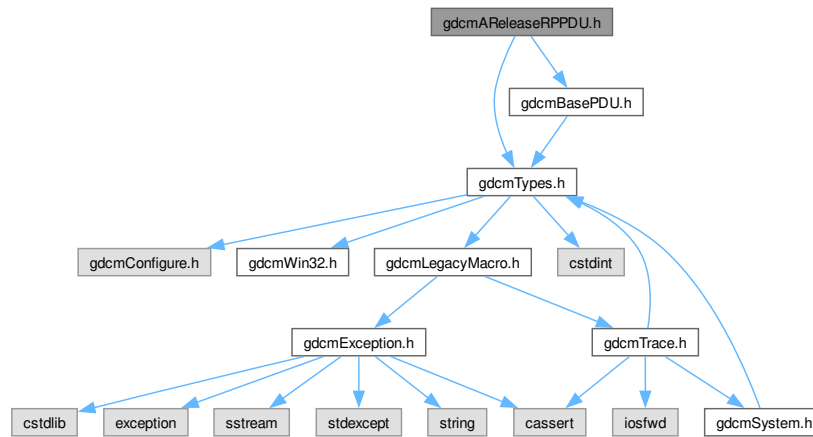 gdcmAReleaseRPPDU.h
gdcmBasePDU.h
gdcmTypes.h
gdcmConfigure.h
gdcmWin32.h
gdcmLegacyMacro.h
cstdint
gdcmException.h
gdcmTrace.h
cstdlib
exception
sstream
stdexcept
string
cassert
iosfwd
gdcmSystem.h